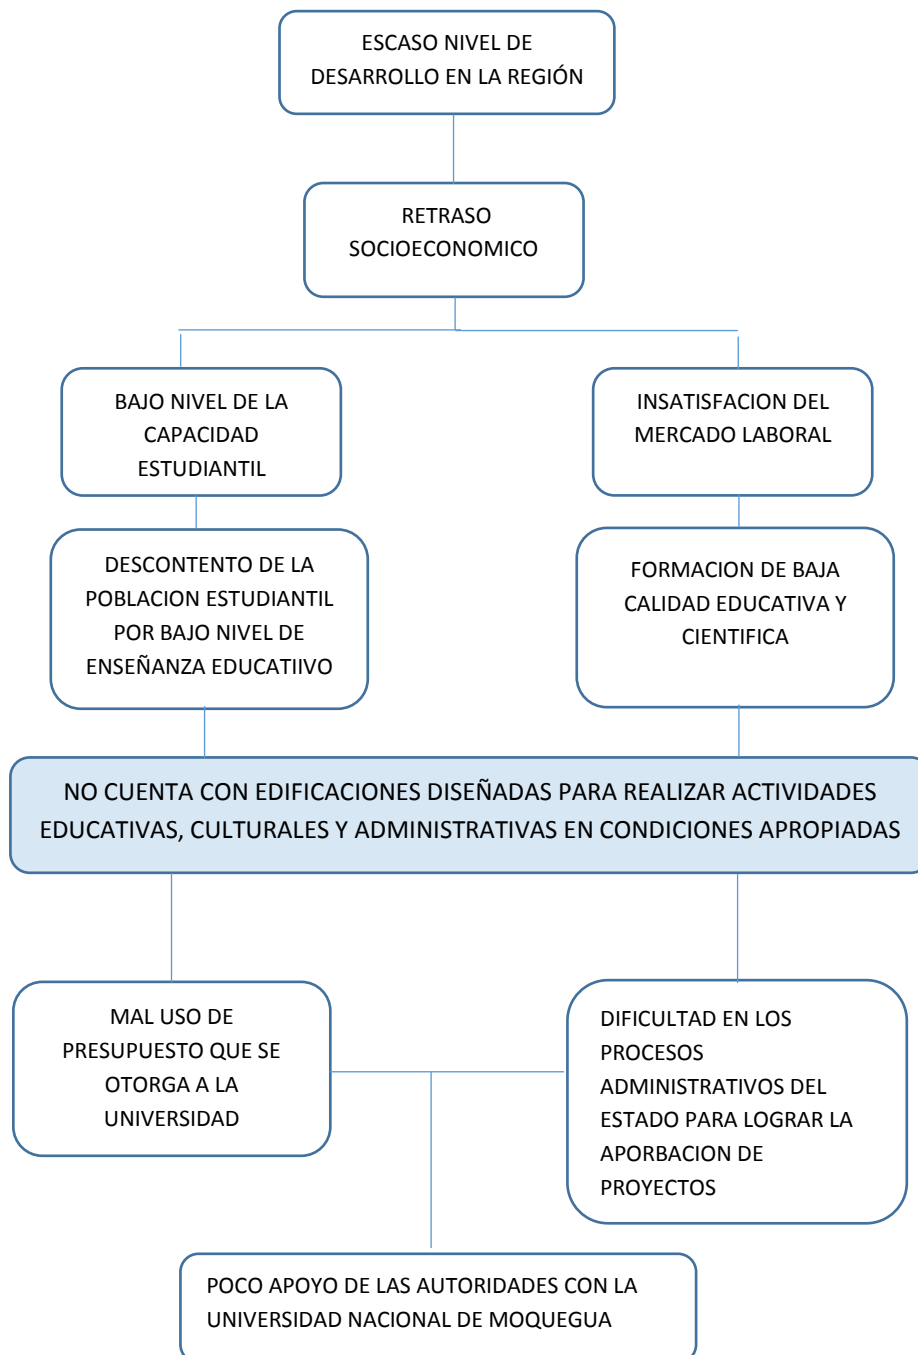 ESCASO NIVEL DE
DESARROLLO EN LA REGIÓN
RETRASO
SOCIOECONOMICO
BAJO NIVEL DE LA
CAPACIDAD
ESTUDIANTIL
INSATISFACION DEL
MERCADO LABORAL
DESCONTENTO DE LA
POBLACION ESTUDIANTIL
POR BAJO NIVEL DE
ENSEÑANZA EDUCATIIVO
FORMACION DE BAJA
CALIDAD EDUCATIVA Y
CIENTIFICA
NO CUENTA CON EDIFICACIONES DISEÑADAS PARA REALIZAR ACTIVIDADES
EDUCATIVAS, CULTURALES Y ADMINISTRATIVAS EN CONDICIONES APROPIADAS
MAL USO DE
PRESUPUESTO QUE SE
OTORGA A LA
UNIVERSIDAD
DIFICULTAD EN LOS
PROCESOS
ADMINISTRATIVOS DEL
ESTADO PARA LOGRAR LA
APORBACION DE
PROYECTOS
POCO APOYO DE LAS AUTORIDADES CON LA
UNIVERSIDAD NACIONAL DE MOQUEGUA